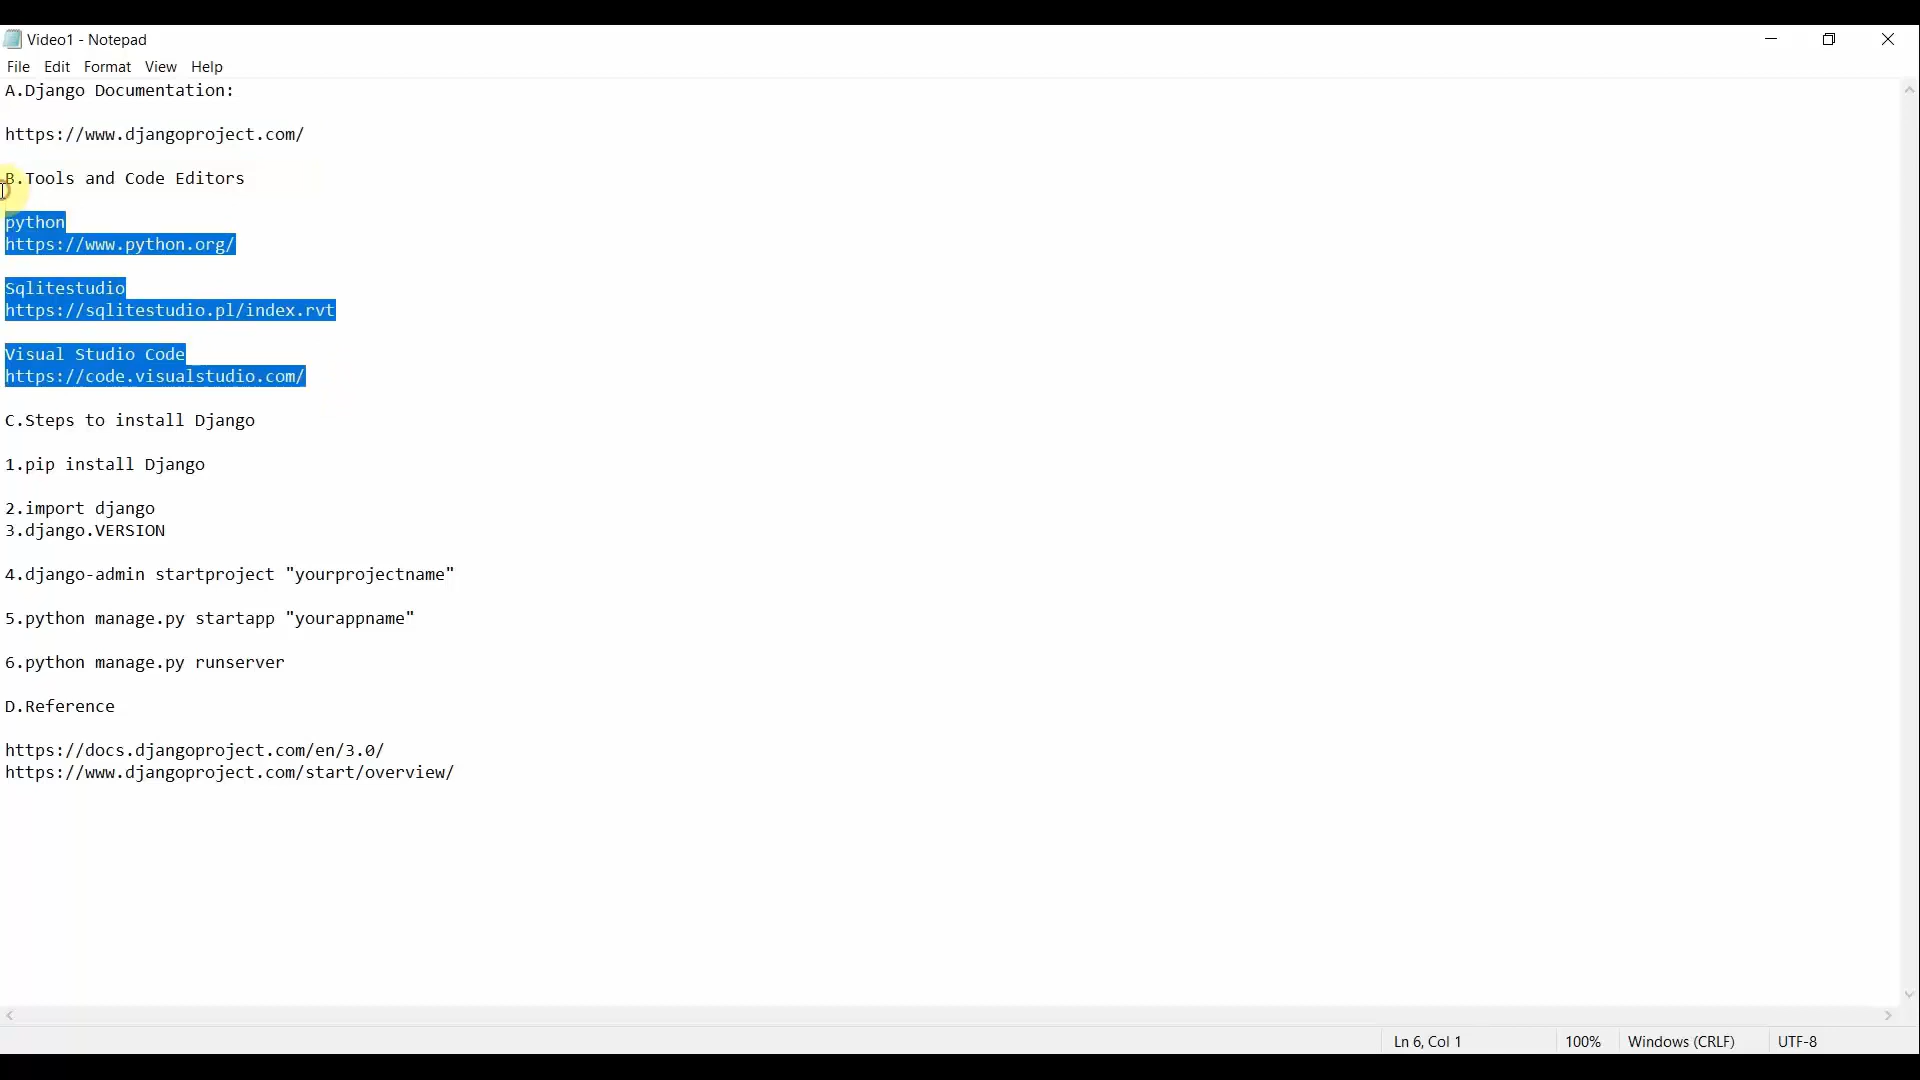 Video1 - Notepad
File Edit Format View Help
A.Django Documentation:
https://www.djangoproject.com/
B.Tools and Code Editors
python
https://www.python.org/
Sqlitestudio
https://sqlitestudio.pl/index.rvt
Visual Studio Code
https://code.visualstudio.com/
C.Steps to install Django
1.pip install Django
2.import django
3.django.VERSION
4.django-admin startproject "yourprojectname"
5.python manage.py startapp "yourappname"
6.python manage.py runserver
D.Reference
https://docs.djangoproject.com/en/3.0/
https://www.djangoproject.com/start/overview/
Ln 6, Col 1 100% Windows (CRLF) UTF-8